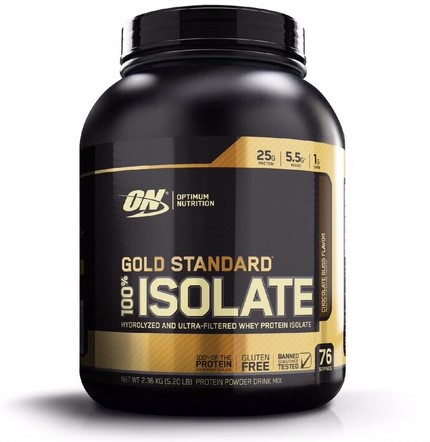 25G PROTEIN 5.5G 1G
ON OPTIMUM
NUTRITION
GOLD STANDARD
100% ISOLATE
HYDROLYZED AND ULTRA-FILTERED WHEY PROTEIN ISOLATE
CHOCOLATE BLISS FLAVOR
100% OF THE
PROTEIN
GLUTEN
FREE
BANNED
SUBSTANCE
TESTED
76
SERVINGS
NET WT 2.36 KG (5.20 LB) PROTEIN POWDER DRINK MIX